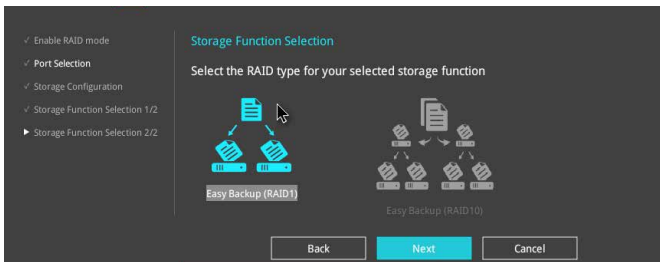 Enable RAID mode
Port Selection
Storage Configuration
Storage Function Selection 1/2
Storage Function Selection 2/2
Storage Function Selection
Select the RAID type for your selected storage function
Easy Backup (RAID1)
Easy Backup (RAID10)
Back
Next
Cancel